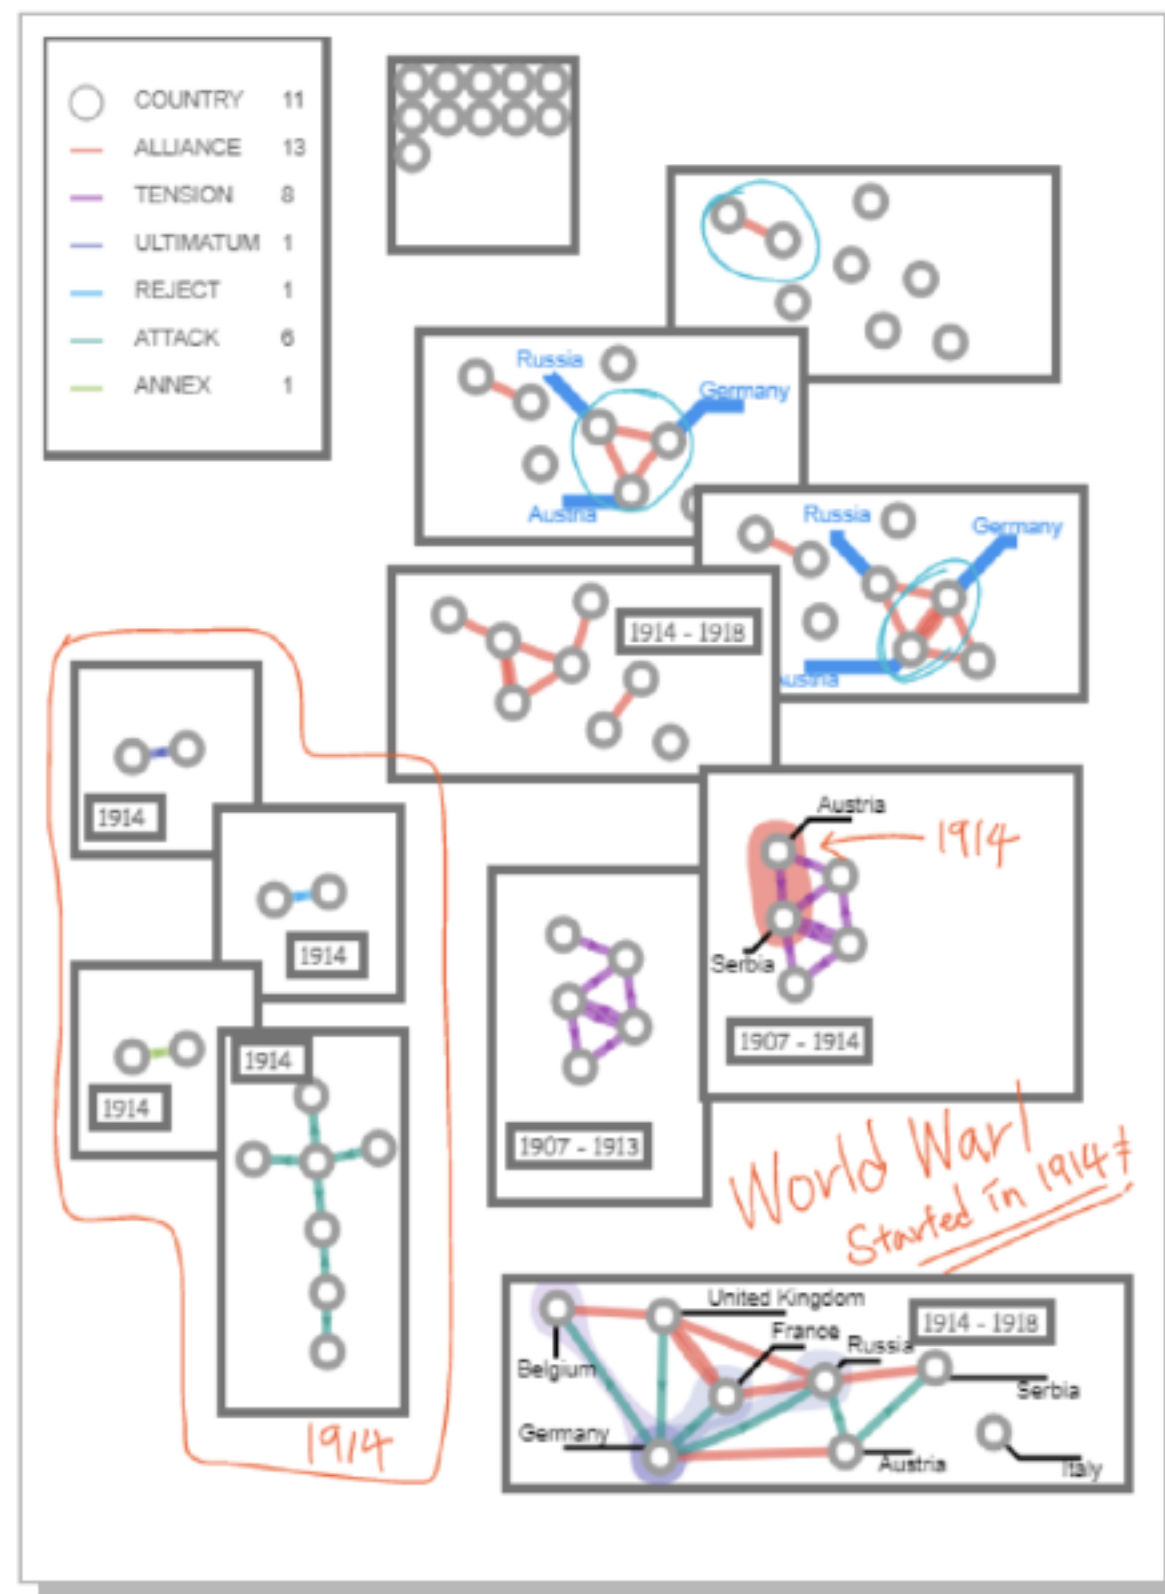 COUNTRY 11
ALLIANCE 13
TENSION 8
ULTIMATUM 1
REJECT 1
ATTACK 6
ANNEX 1
Russia
Germany
Austria
Russia
Germany
Austria
1914 - 1918
1914
1914
1914
1914
1914
Austria
1914
Serbia
1907 - 1914
1907 - 1913
World War 1
Started in 1914
United Kingdom
1914 - 1918
France
Russia
Belgium
Serbia
Germany
Austria
Italy